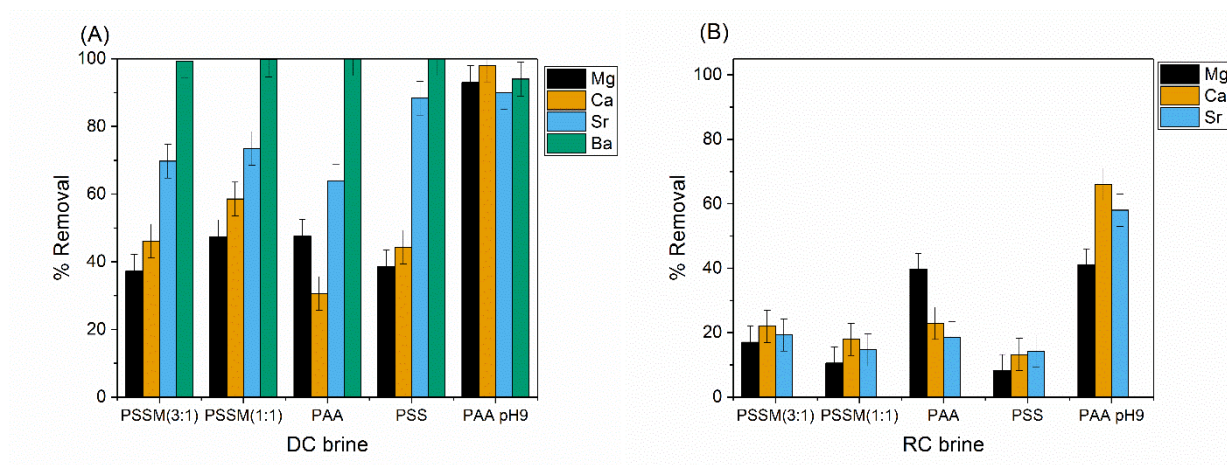 (A)
100
80
60
40
20
0
% Removal
PSSM(3:1) PSSM(1:1) PAA PSS PAA pH9
DC brine
Mg
Ca
Sr
Ba
(B)
100
80
60
40
20
0
% Removal
PSSM(3:1) PSSM(1:1) PAA PSS PAA pH9
RC brine
Mg
Ca
Sr